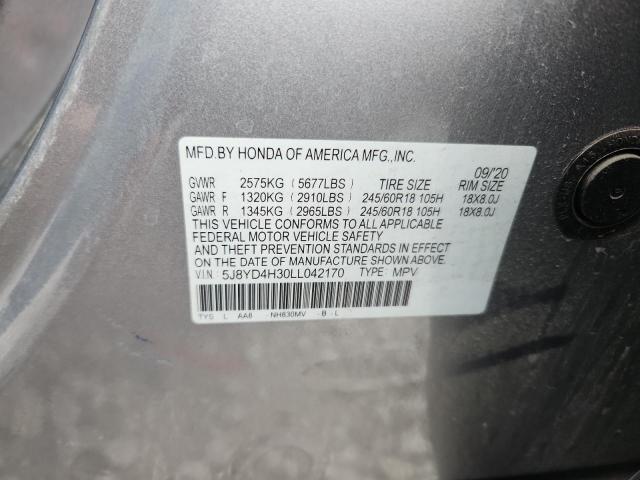 MFD.BY HONDA OF AMERICA MFG.,INC.
09/'20
GVWR 2575KG (5677LBS) TIRE SIZE RIM SIZE
GAWR F 1320KG (2910LBS) 245/60R18 105H 18X8.0J
GAWR R 1345KG (2965LBS) 245/60R18 105H 18X8.0J
THIS VEHICLE CONFORMS TO ALL APPLICABLE
FEDERAL MOTOR VEHICLE SAFETY
AND THEFT PREVENTION STANDARDS IN EFFECT
ON THE DATE OF MANUFACTURE SHOWN ABOVE.
V.I.N: 5J8YD4H30LL042170 TYPE: MPV
TYS L AA8 -NH830MV -B -L